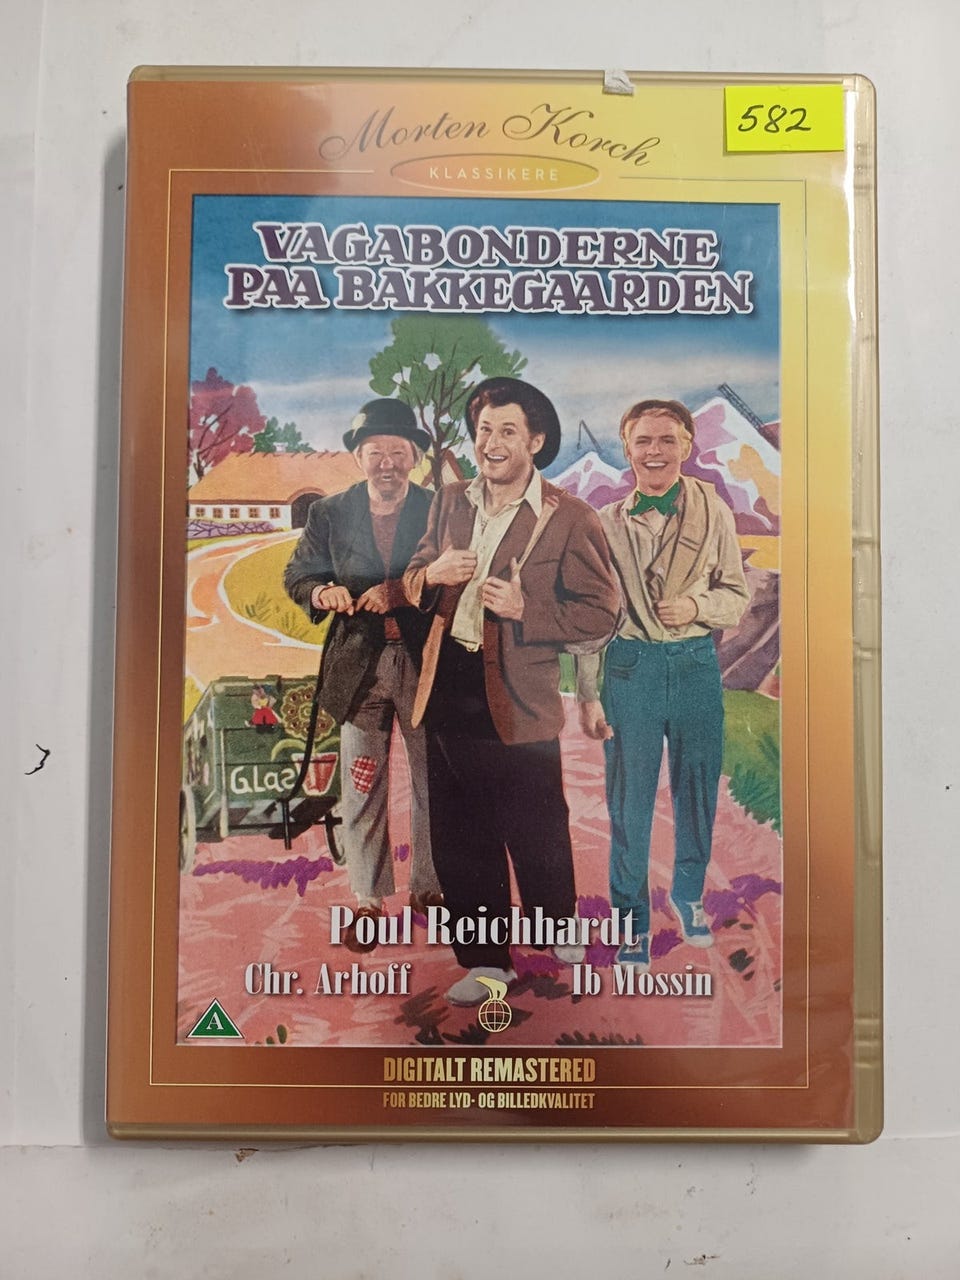 582
Morten Korch
KLASSIKERE
VAGABONDERNE
PAA BAKKEGAARDEN
Glas
Poul Reichhardt
Chr. Arhoff Ib Mossin
A
DIGITALT REMASTERED
FOR BEDRE LYD- OG BILLEDKVALITET